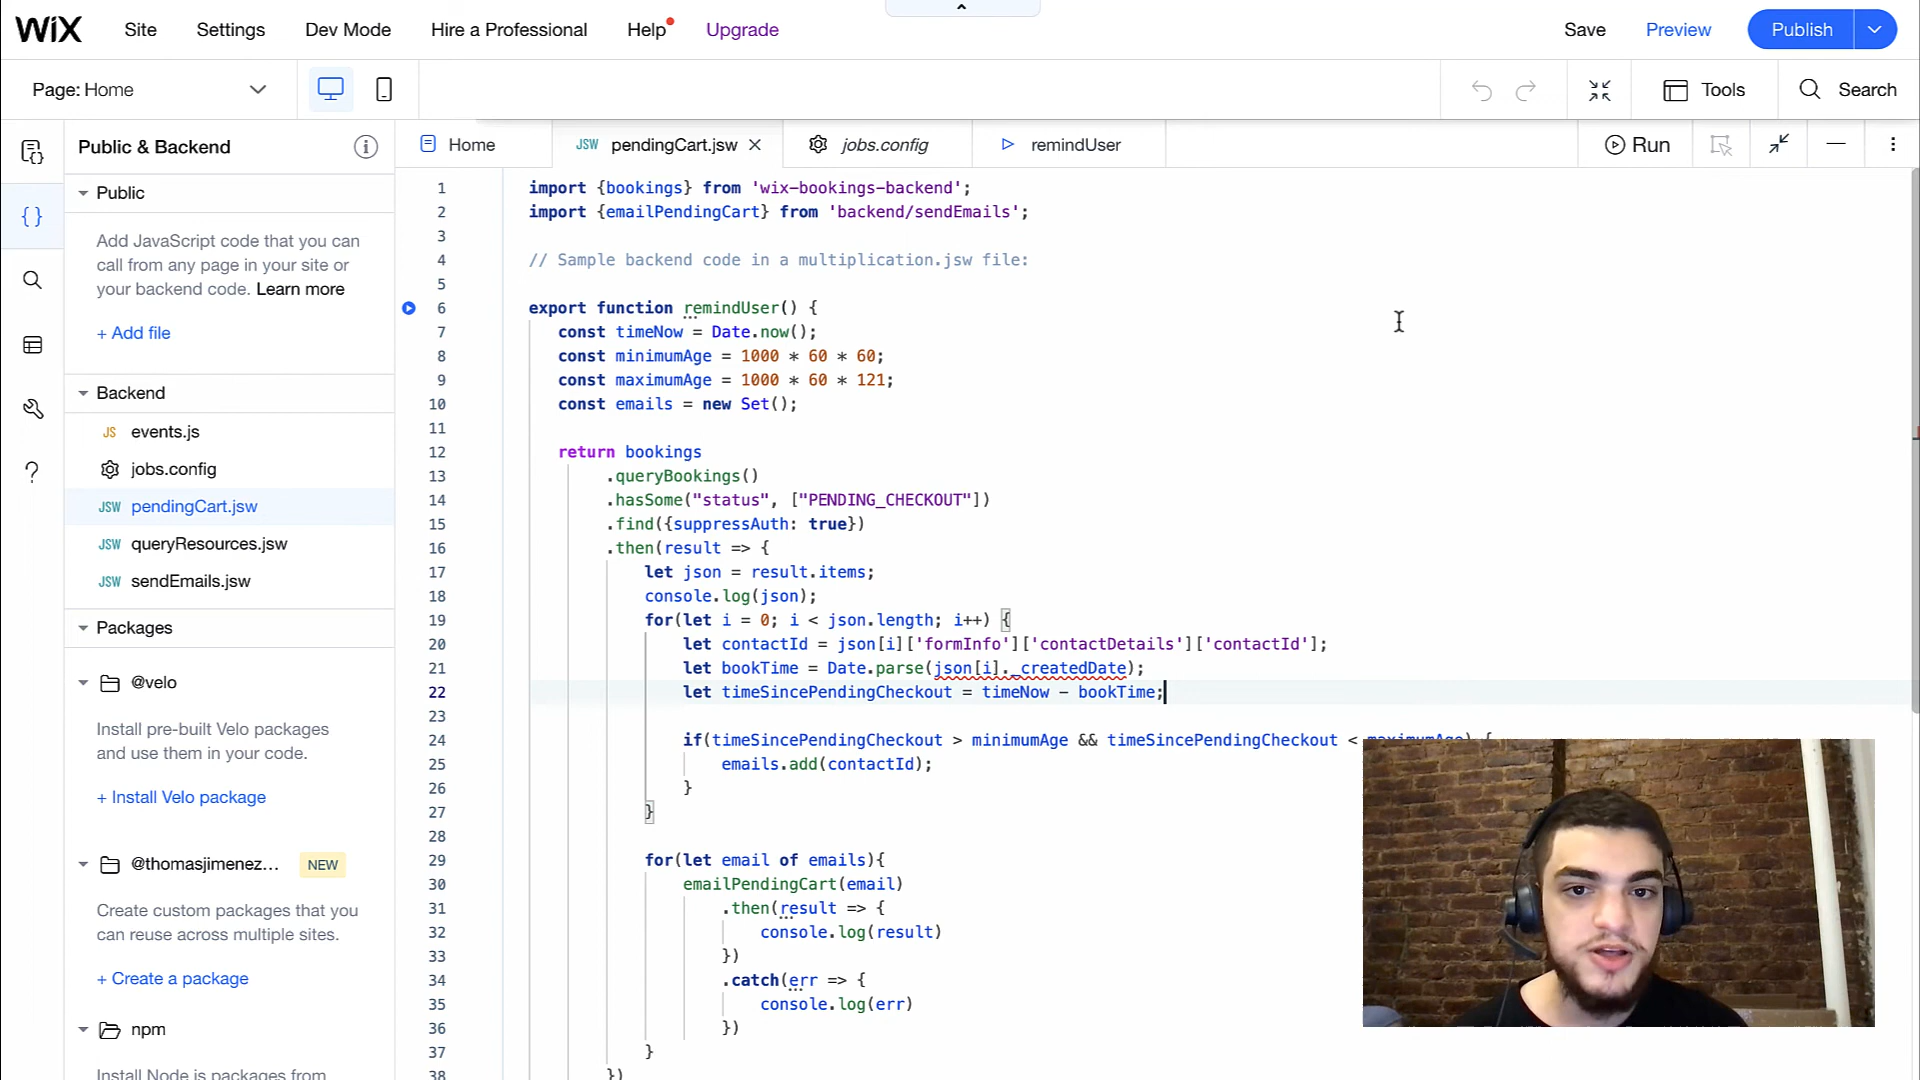 WiX
Site
Settings
Dev Mode
Hire a Professional
Help
Upgrade
Save
Preview
Publish
Page: Home
Tools
Search
Public & Backend
Home
JSW pendingCart.jsw
jobs.config
remindUser
Run
Public
Add JavaScript code that you can
call from any page in your site or
your backend code. Learn more
+ Add file
Backend
JS events.js
jobs.config
JSW pendingCart.jsw
JSW queryResources.jsw
JSW sendEmails.jsw
Packages
@velo
Install pre-built Velo packages
and use them in your code.
+ Install Velo package
@thomasjimenez... NEW
Create custom packages that you
can reuse across multiple sites.
+ Create a package
npm
Install Node.js packages from
1 import {bookings} from 'wix-bookings-backend';
2 import {emailPendingCart} from 'backend/sendEmails';
3
4 // Sample backend code in a multiplication.jsw file:
5
6 export function remindUser() {
7 const timeNow = Date.now();
8 const minimumAge = 1000 * 60 * 60;
9 const maximumAge = 1000 * 60 * 121;
10 const emails = new Set();
11
12 return bookings
13 .queryBookings()
14 .hasSome("status", ["PENDING_CHECKOUT"])
15 .find({suppressAuth: true})
16 .then(result => {
17 let json = result.items;
18 console.log(json);
19 for(let i = 0; i < json.length; i++) {
20 let contactId = json[i]['formInfo']['contactDetails']['contactId'];
21 let bookTime = Date.parse(json[i]._createdDate);
22 let timeSincePendingCheckout = timeNow - bookTime;
23
24 if(timeSincePendingCheckout > minimumAge && timeSincePendingCheckout < maximumAge) {
25 emails.add(contactId);
26 }
27 }
28
29 for(let email of emails){
30 emailPendingCart(email)
31 .then(result => {
32 console.log(result)
33 })
34 .catch(err => {
35 console.log(err)
36 })
37 }
38 })